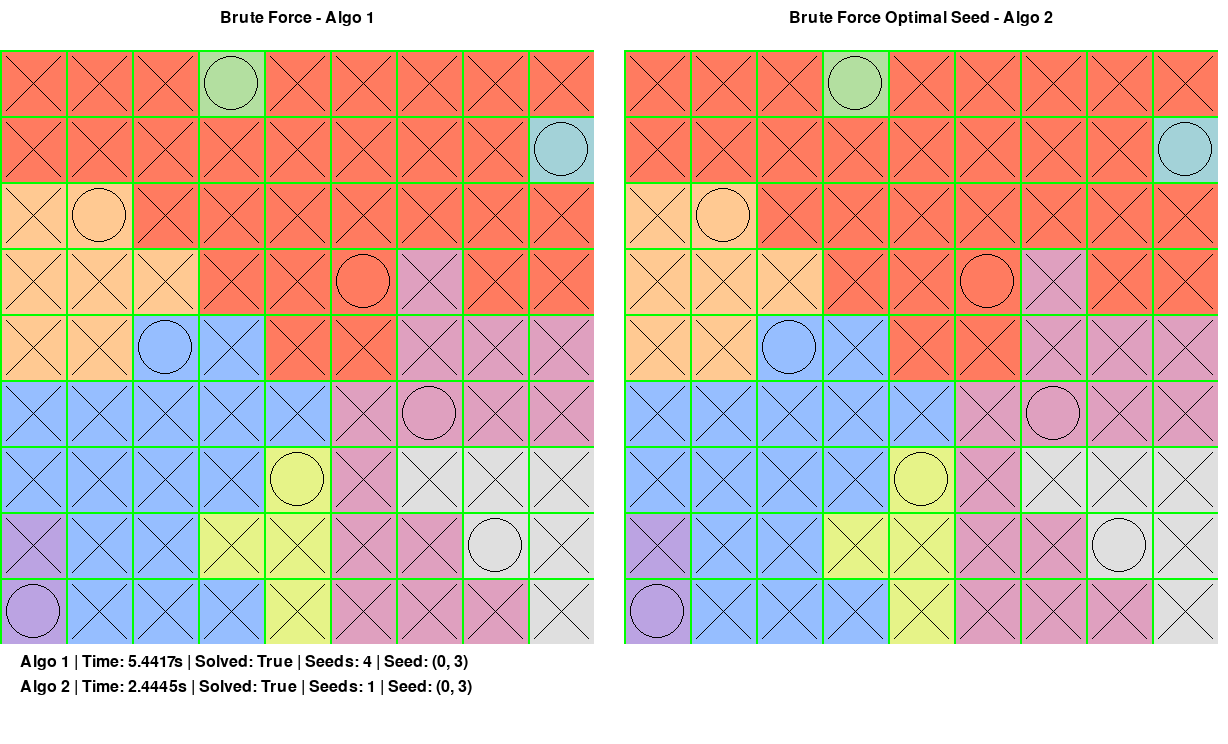 Brute Force - Algo 1
Brute Force Optimal Seed - Algo 2
Algo 1 | Time: 5.4417s | Solved: True | Seeds: 4 | Seed: (0, 3)
Algo 2 | Time: 2.4445s | Solved: True | Seeds: 1 | Seed: (0, 3)